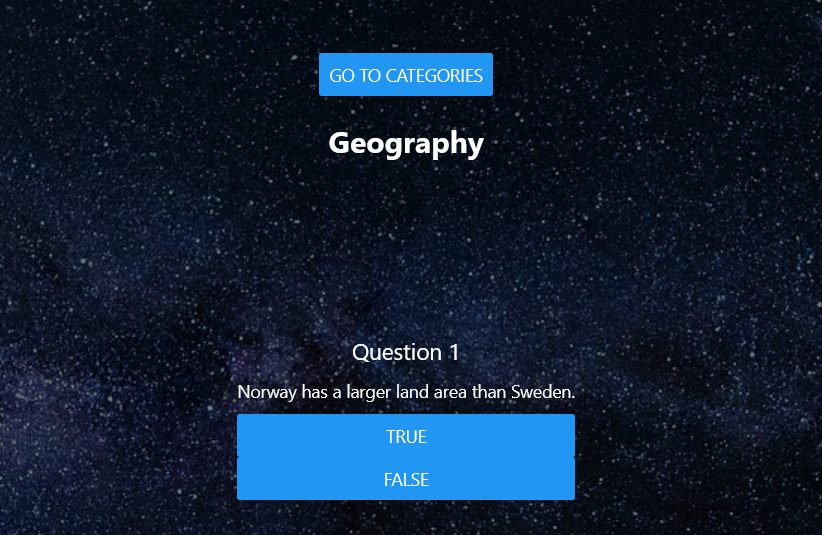 GO TO CATEGORIES
Geography
Question 1
Norway has a larger land area than Sweden.
TRUE
FALSE